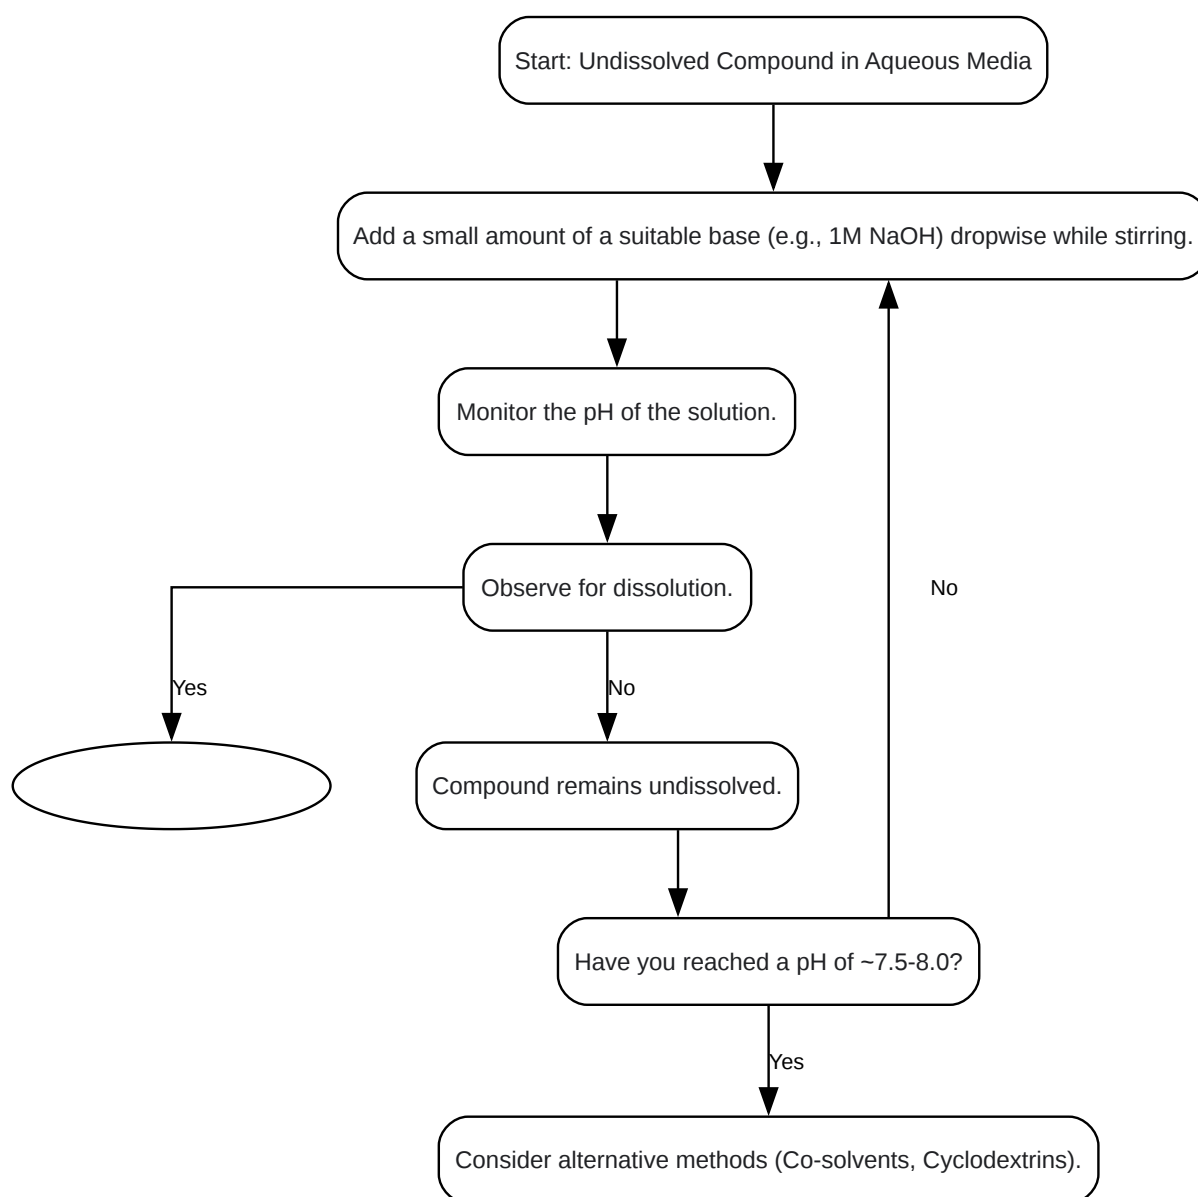 Start: Undissolved Compound in Aqueous Media
Add a small amount of a suitable base (e.g., 1M NaOH) dropwise while stirring.
Monitor the pH of the solution.
Observe for dissolution.
No
Yes
No
Compound remains undissolved.
Have you reached a pH of ~7.5-8.0?
Yes
Consider alternative methods (Co-solvents, Cyclodextrins).